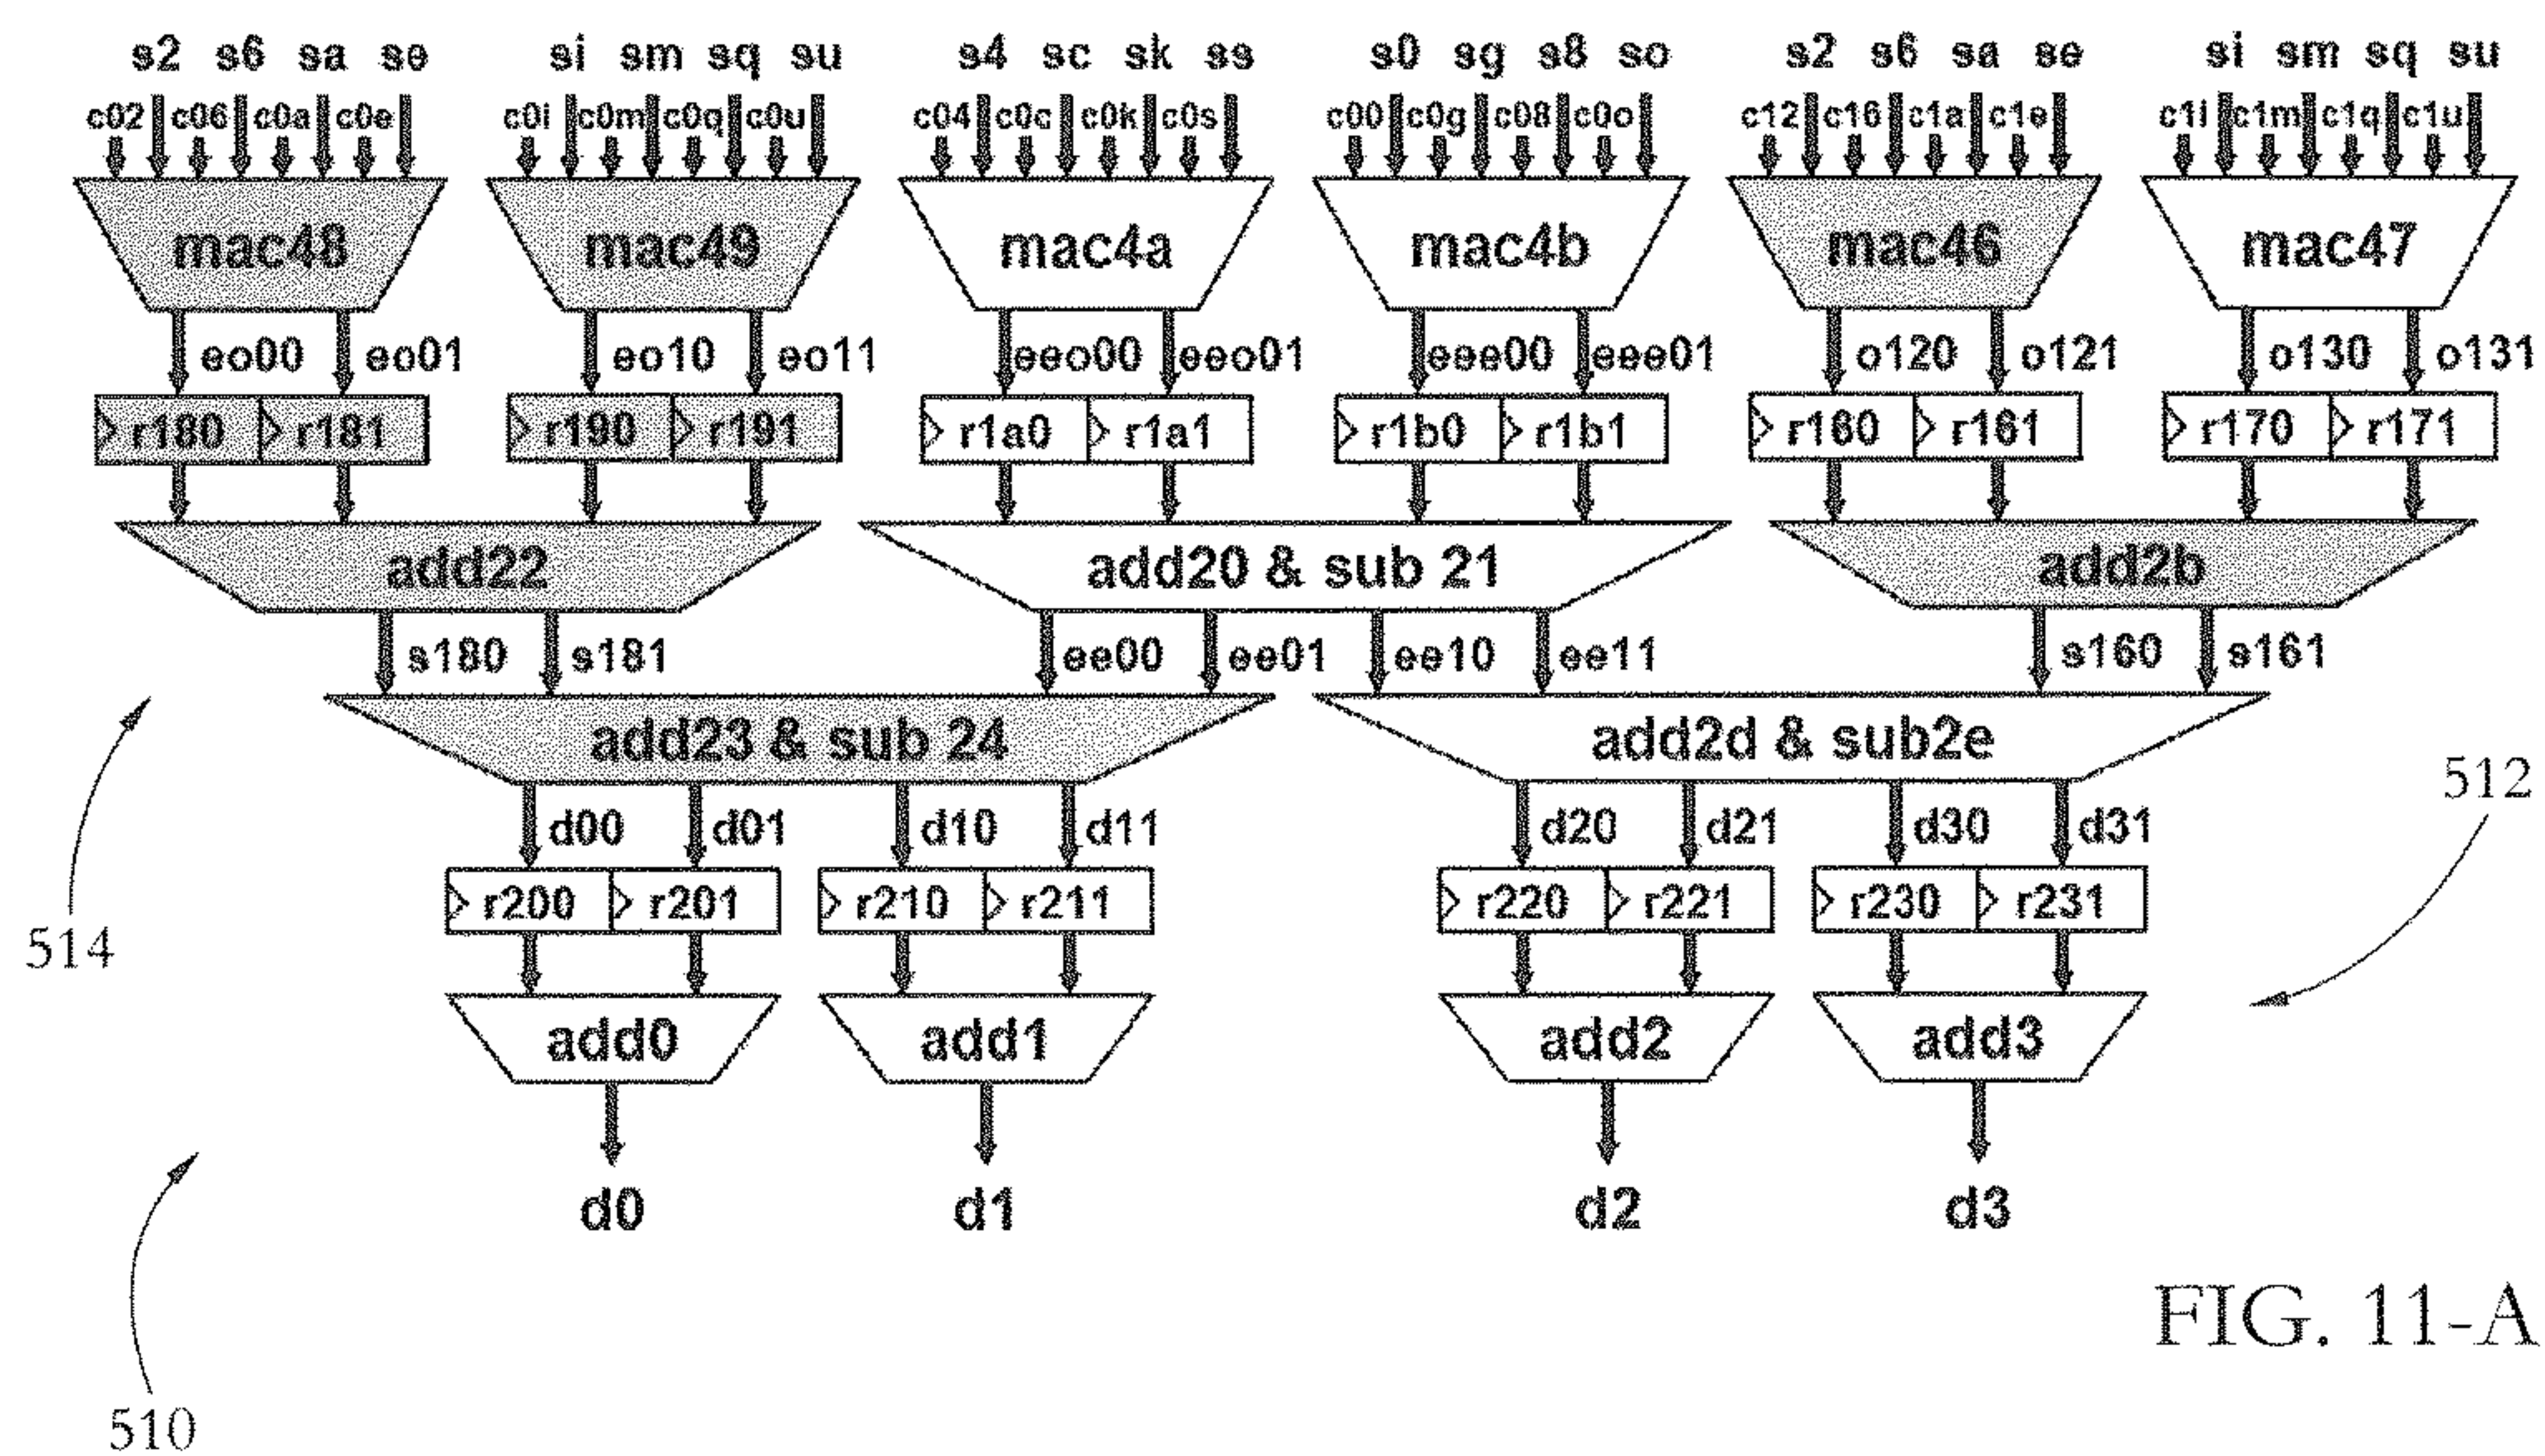 s2 s6 sa se si sm sq su s4 sc sk ss s0 sg s8 so s2 s6 sa se si sm sq su
c02 c06 c0a c0e c0i c0m c0q c0u c04 c0c c0k c0s c00 c0g c08 c0o c12 c16 c1a c1e c1i c1m c1q c1u
mac48 mac49 mac4a mac4b mac46 mac47
eo00 eo01 eo10 eo11 eeo00 eeo01 eee00 eee01 o120 o121 o130 o131
r180 r181 r190 r191 r1a0 r1a1 r1b0 r1b1 r160 r161 r170 r171
add22 add20 & sub 21 add2b
s180 s181 ee00 ee01 ee10 ee11 s160 s161
add23 & sub 24 add2d & sub2e
512
d00 d01 d10 d11 d20 d21 d30 d31
r200 r201 r210 r211 r220 r221 r230 r231
514
add0 add1 add2 add3
d0 d1 d2 d3
FIG. 11-A
510